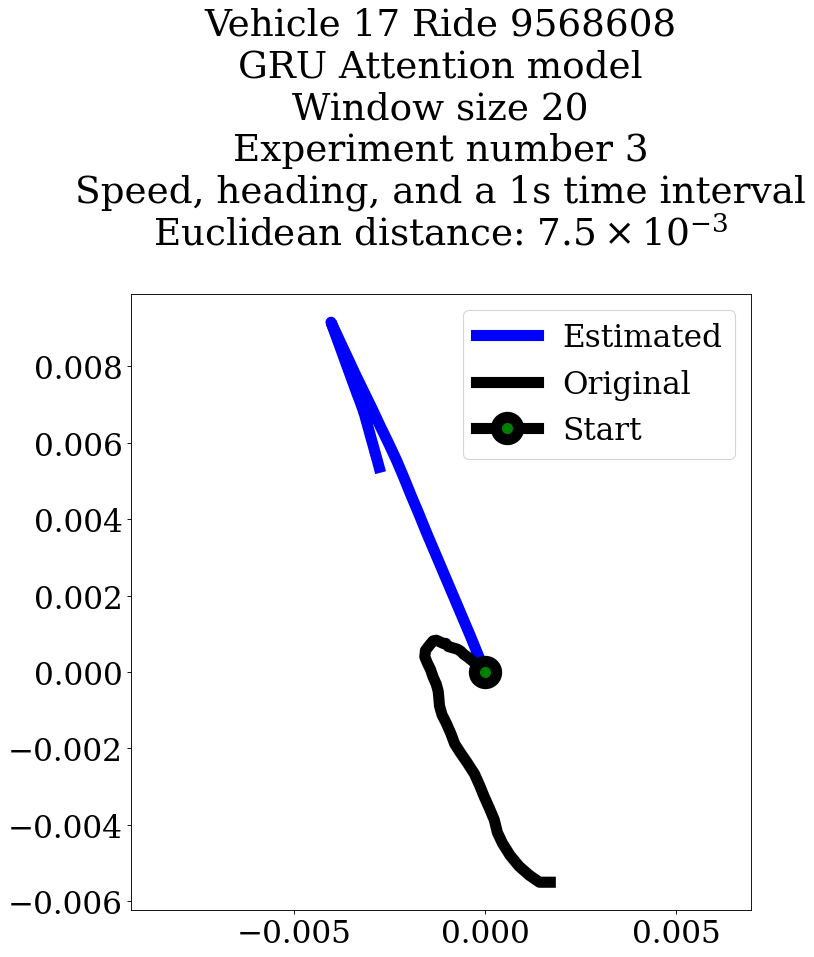 Vehicle 17 Ride 9568608
GRU Attention model
Window size 20
Experiment number 3
Speed, heading, and a 1s time interval
Euclidean distance: 7.5 × 10⁻³
Estimated
Original
Start
0.008
0.006
0.004
0.002
0.000
−0.002
−0.004
−0.006
−0.005 0.000 0.005